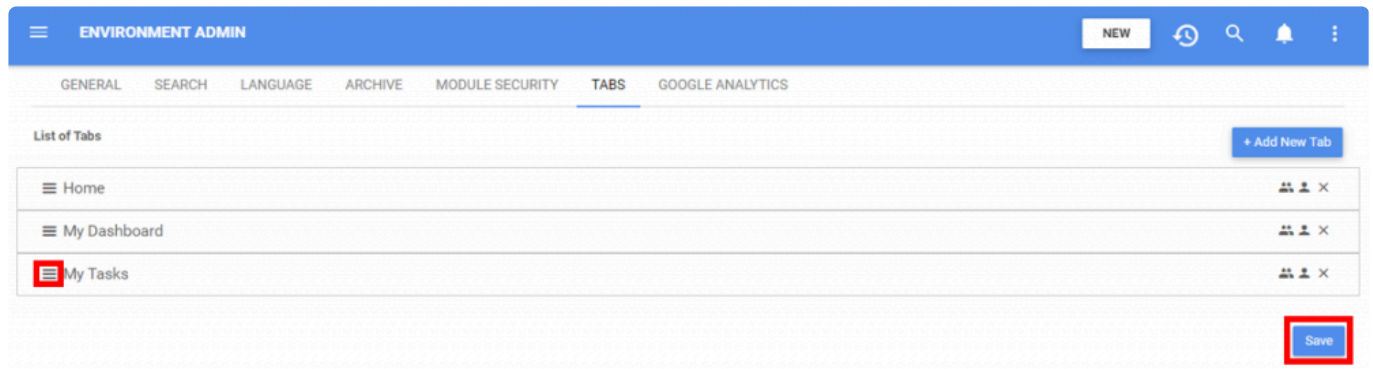 ENVIRONMENT ADMIN NEW
GENERAL SEARCH LANGUAGE ARCHIVE MODULE SECURITY TABS GOOGLE ANALYTICS
List of Tabs
+ Add New Tab
Home
My Dashboard
My Tasks
Save